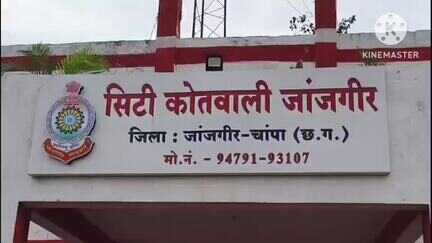 KINEMASTER
सिटी कोतवाली जांजगीर
जिला : जांजगीर-चांपा (छ.ग.)
मो.नं. - 94791-93107